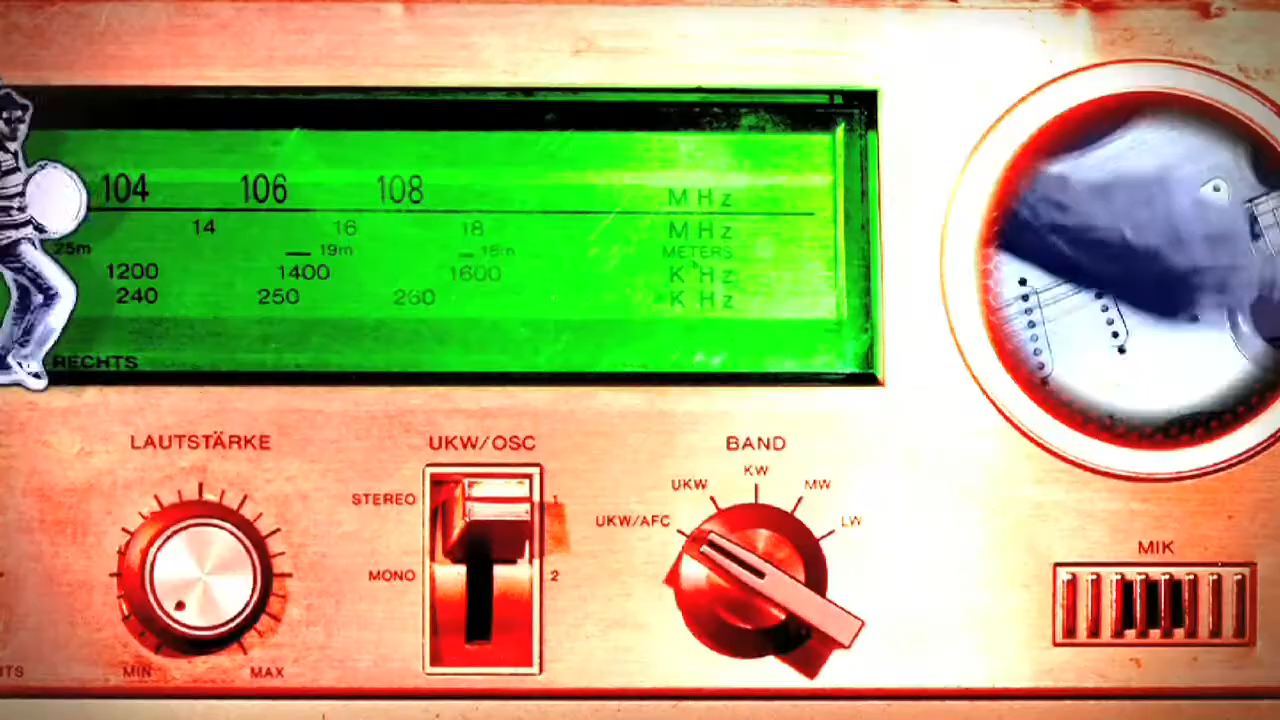 104 106 108 MHz
14 16 18 MHz
25m 19m 16m METERS
1200 1400 1600 KHz
240 250 260 KHz
RECHTS
LAUTSTÄRKE UKW/OSC BAND
KW
UKW MW
STEREO 1
UKW/AFC LW
MIK
MONO 2
MIN MAX